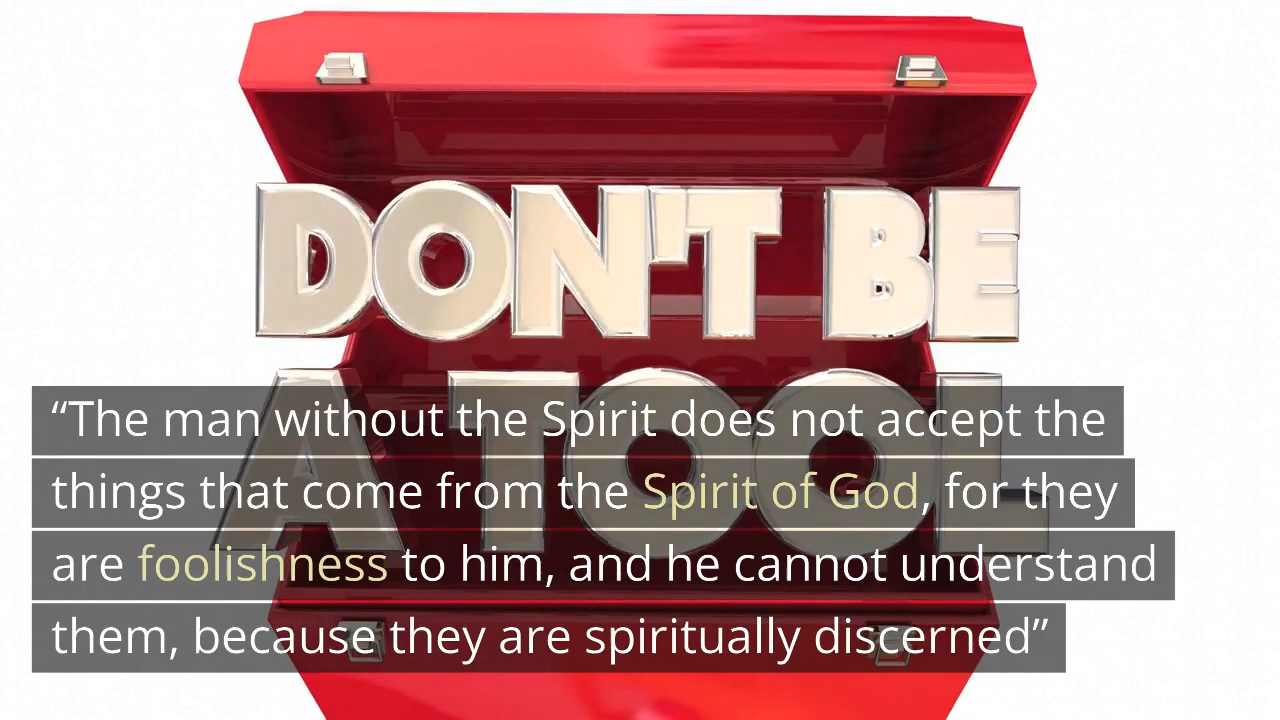 DON'T BE
A TOOL
“The man without the Spirit does not accept the
things that come from the Spirit of God, for they
are foolishness to him, and he cannot understand
them, because they are spiritually discerned”